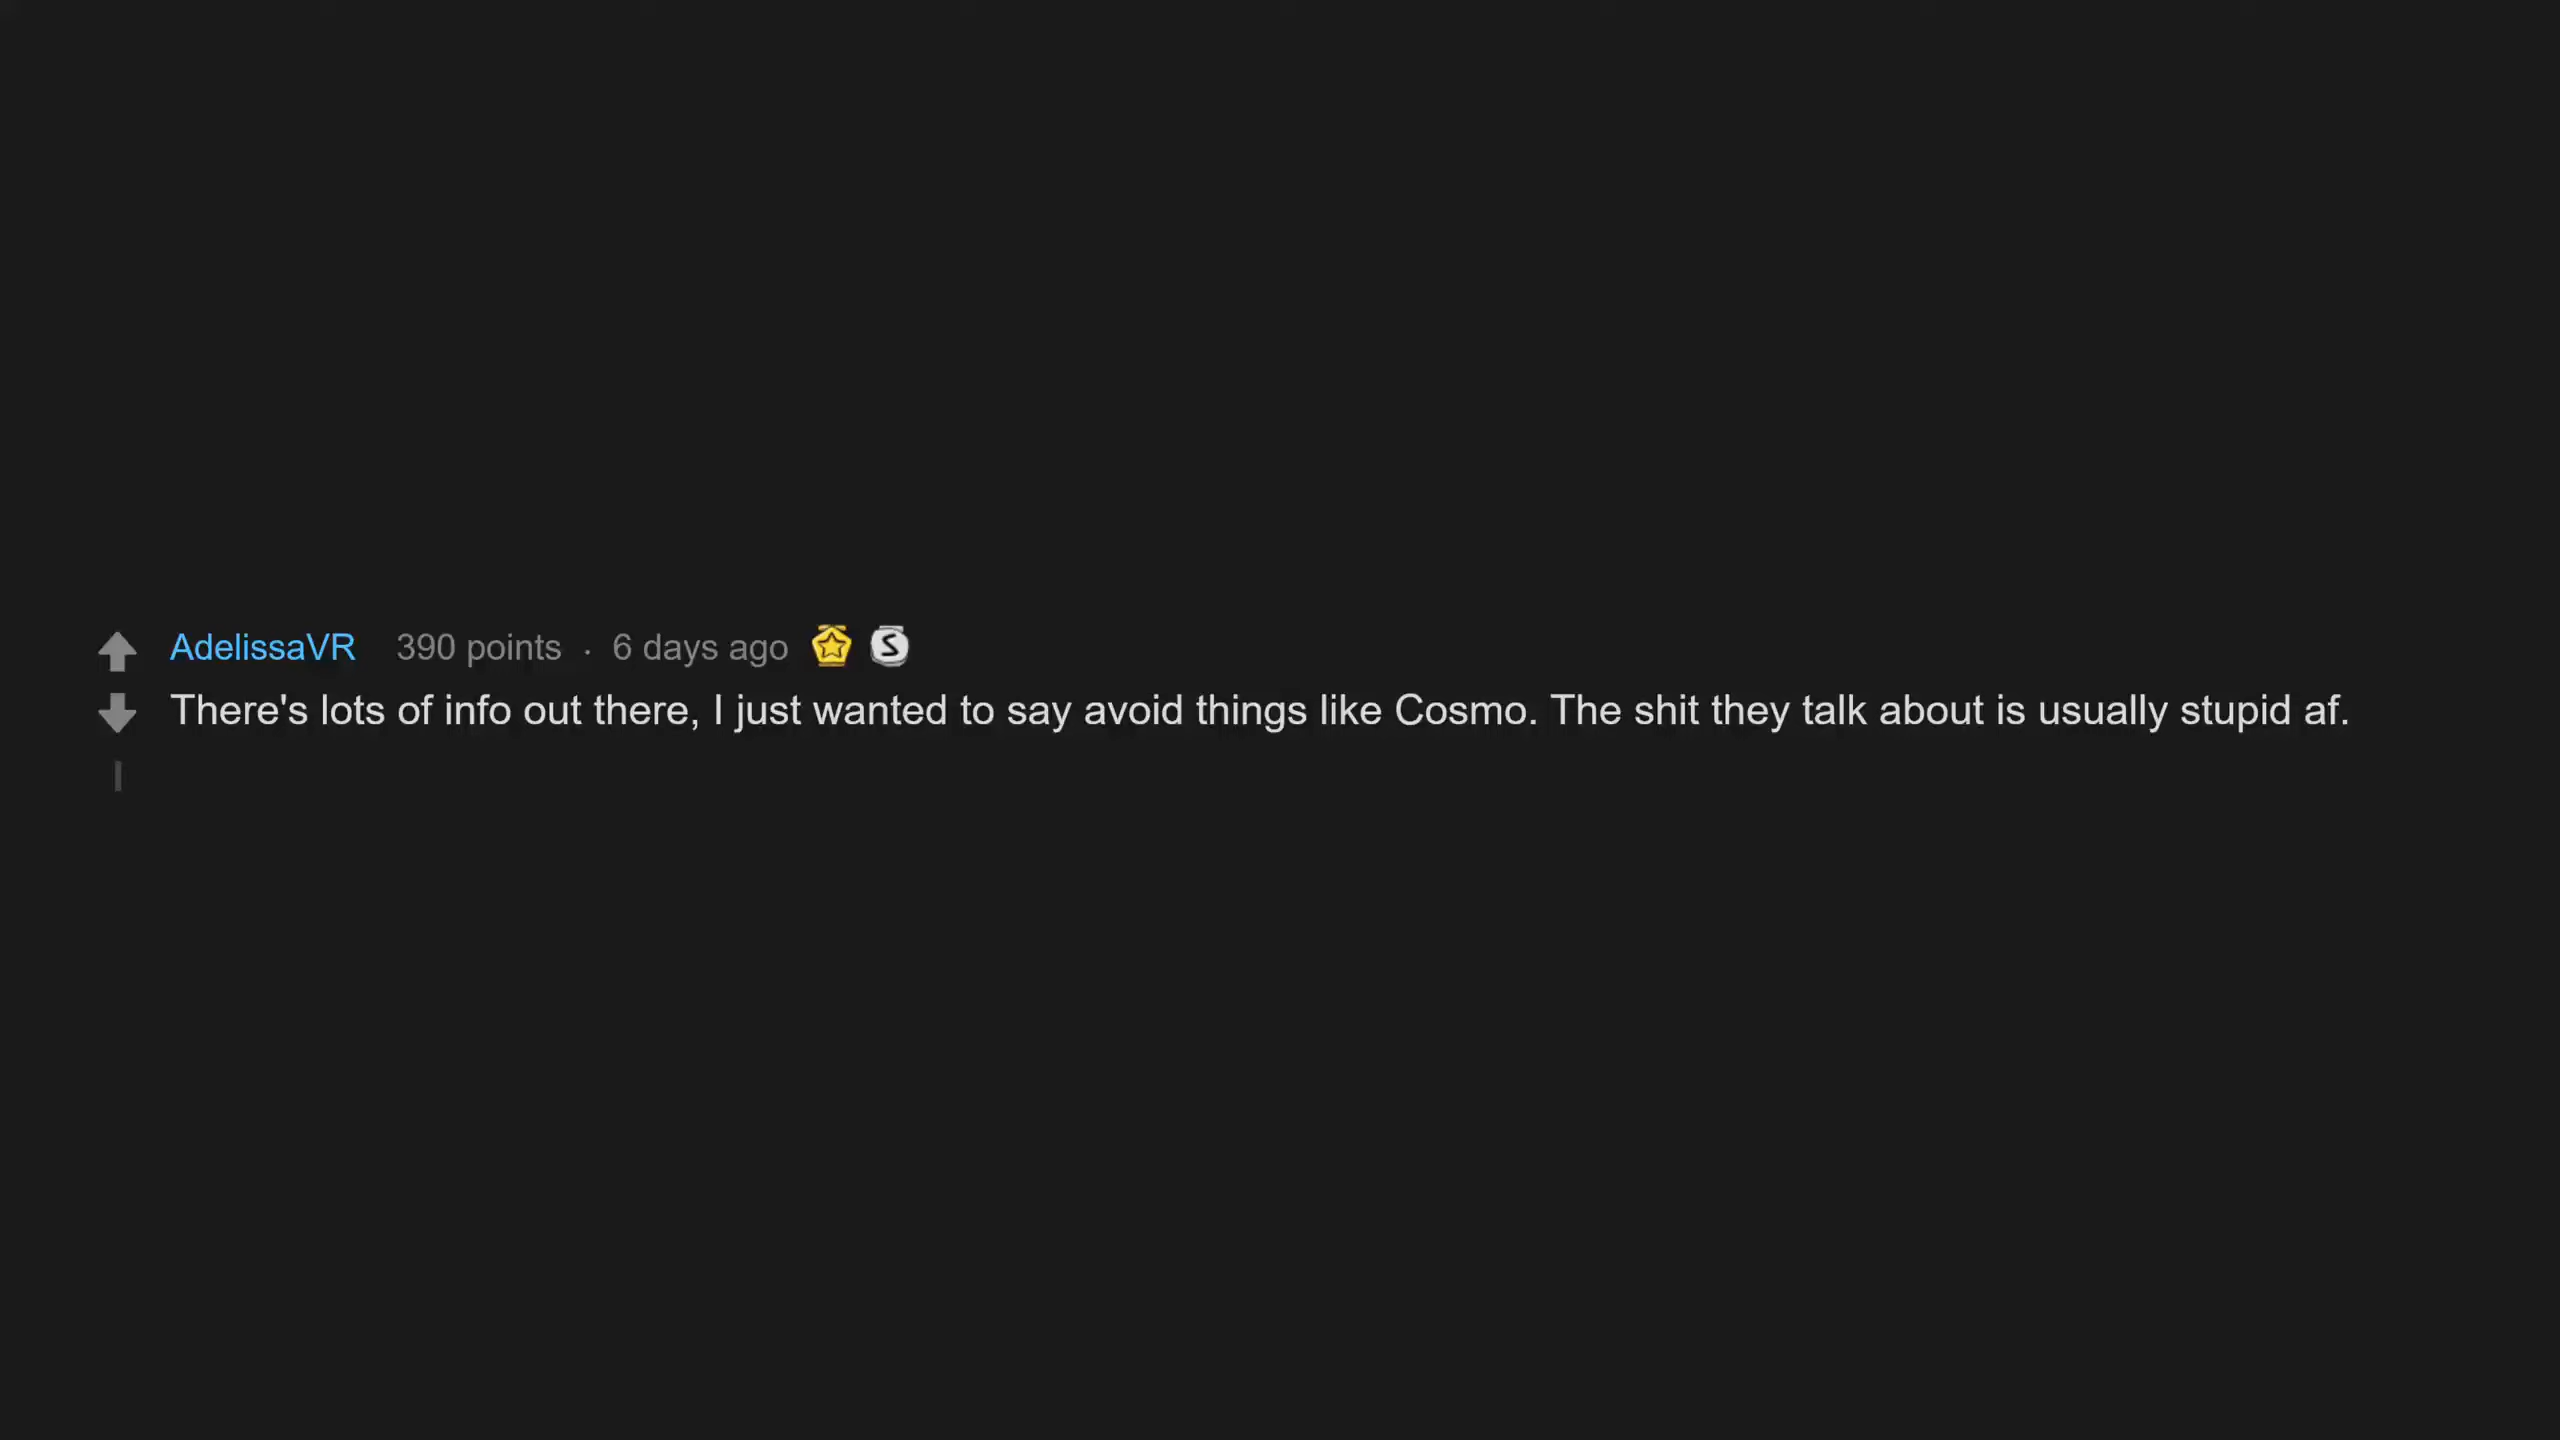 AdelissaVR 390 points · 6 days ago S
There's lots of info out there, I just wanted to say avoid things like Cosmo. The shit they talk about is usually stupid af.